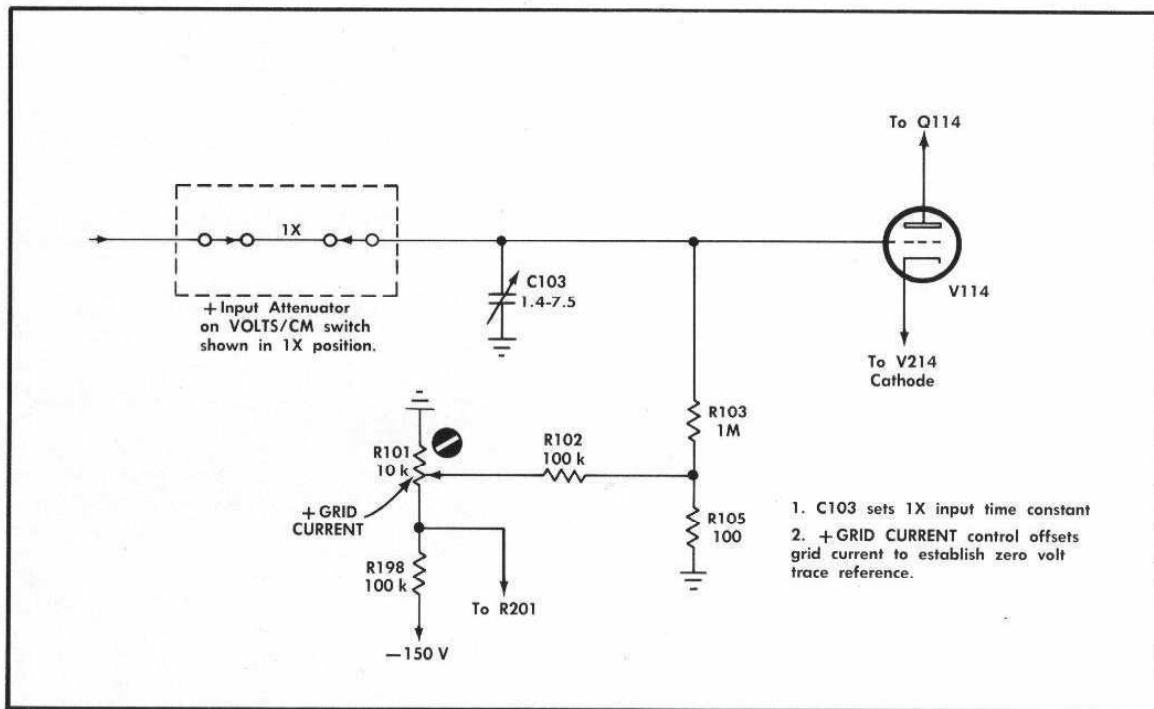 To Q114
1X
C103
1.4-7.5
V114
+Input Attenuator
on VOLTS/CM switch
shown in 1X position.
To V214
Cathode
R103
1M
R101
10 k
R102
100 k
+ GRID
CURRENT
R105
100
1. C103 sets 1X input time constant
2. +GRID CURRENT control offsets
grid current to establish zero volt
trace reference.
R198
100 k
To R201
—150 V